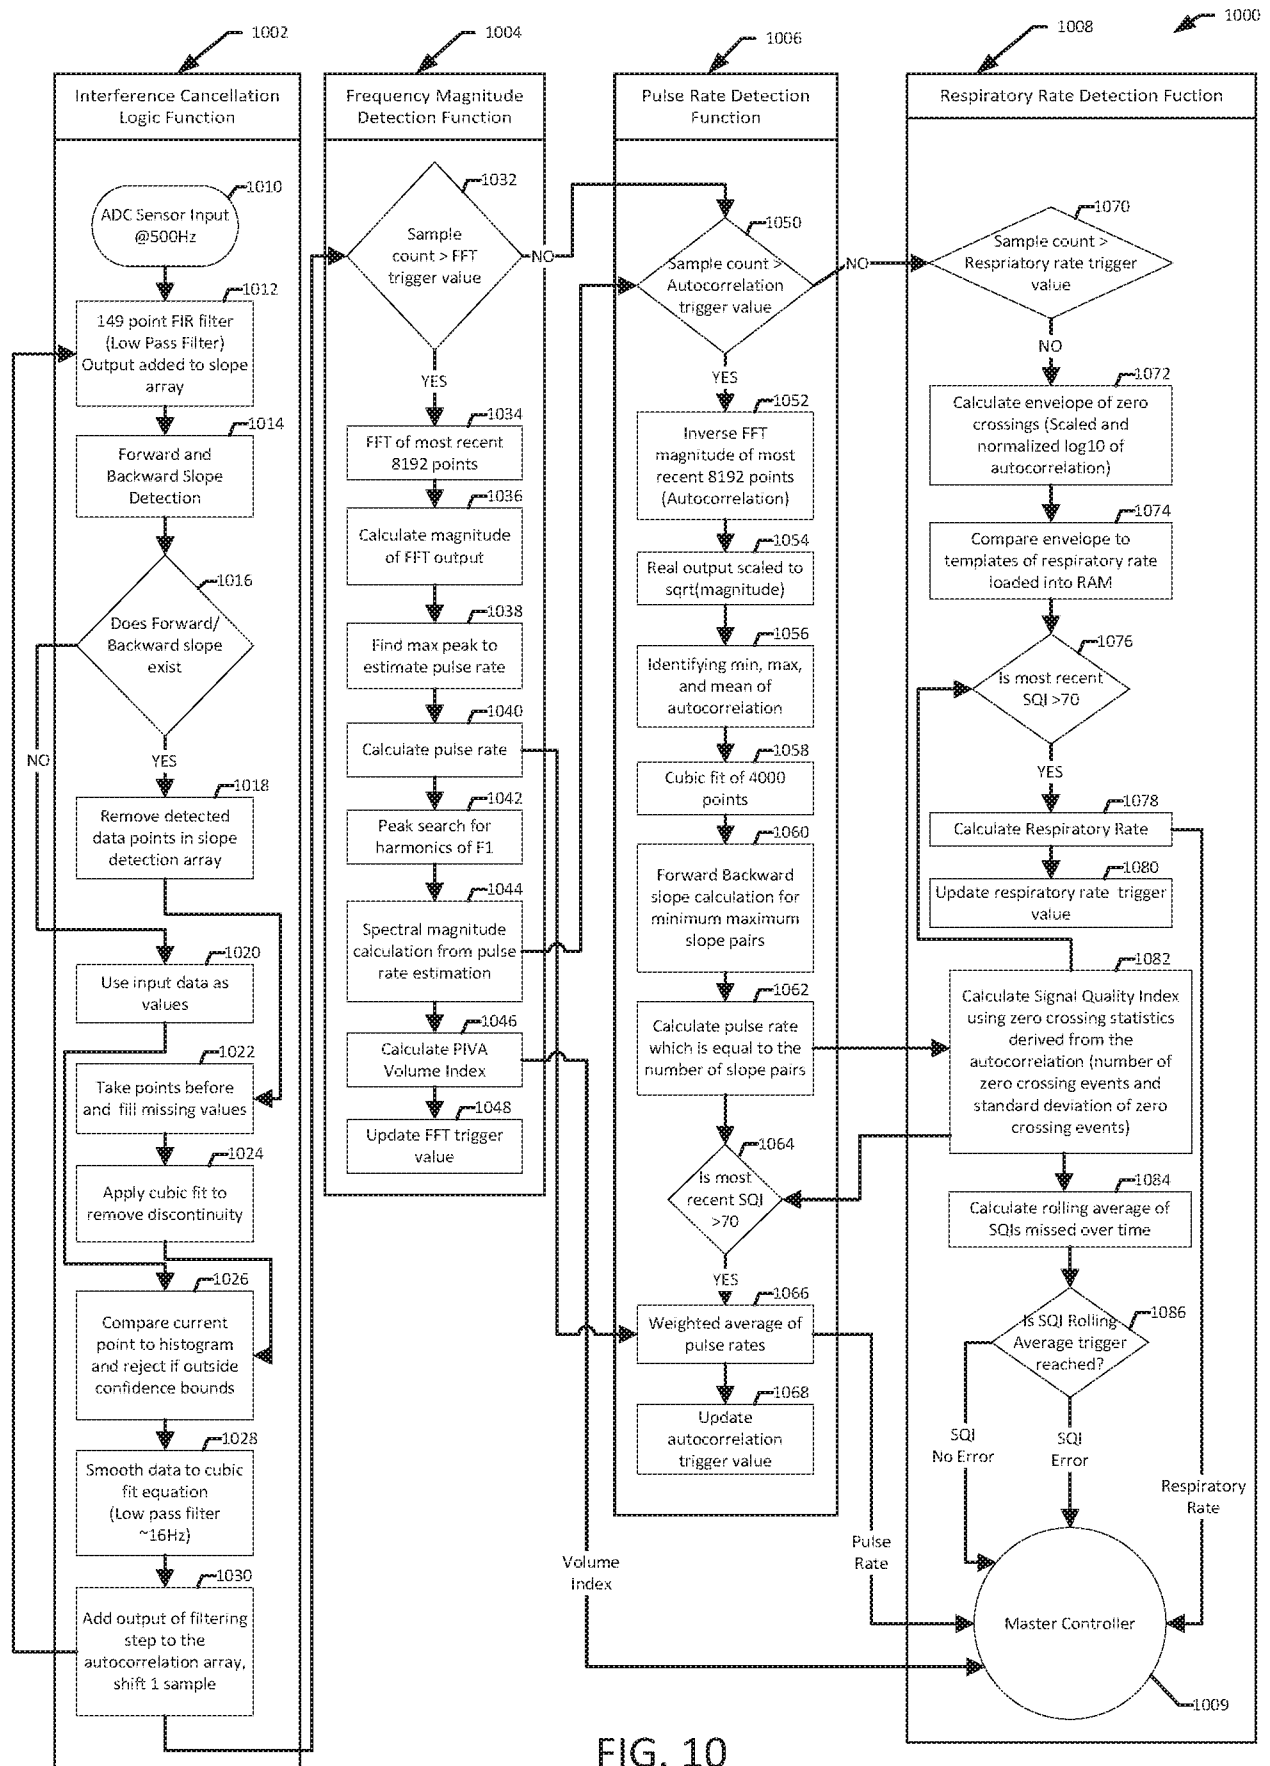 1000
1002
Interference Cancellation
Logic Function
1010
ADC Sensor Input
@500Hz
1012
149 point FIR filter
(Low Pass Filter)
Output added to slope
array
1014
Forward and
Backward Slope
Detection
1016
Does Forward/
Backward slope
exist
NO
YES
1018
Remove detected
data points in slope
detection array
1020
Use input data as
values
1022
Take points before
and fill missing values
1024
Apply cubic fit to
remove discontinuity
1026
Compare current
point to histogram
and reject if outside
confidence bounds
1028
Smooth data to cubic
fit equation
(Low pass filter
~16Hz)
1030
Add output of filtering
step to the
autocorrelation array,
shift 1 sample
1004
Frequency Magnitude
Detection Function
1032
Sample
count > FFT
trigger value
NO
YES
1034
FFT of most recent
8192 points
1036
Calculate magnitude
of FFT output
1038
Find max peak to
estimate pulse rate
1040
Calculate pulse rate
1042
Peak search for
harmonics of F1
1044
Spectral magnitude
calculation from pulse
rate estimation
1046
Calculate PIVA
Volume Index
1048
Update FFT trigger
value
Volume
Index
1006
Pulse Rate Detection
Function
1050
Sample count >
Autocorrelation
trigger value
NO
YES
1052
Inverse FFT
magnitude of most
recent 8192 points
(Autocorrelation)
1054
Real output scaled to
sqrt(magnitude)
1056
Identifying min, max,
and mean of
autocorrelation
1058
Cubic fit of 4000
points
1060
Forward Backward
slope calculation for
minimum maximum
slope pairs
1062
Calculate pulse rate
which is equal to the
number of slope pairs
1064
Is most
recent SQI
>70
YES
1066
Weighted average of
pulse rates
1068
Update
autocorrelation
trigger value
Pulse
Rate
1008
Respiratory Rate Detection Fuction
1070
Sample count >
Respriatory rate trigger
value
NO
1072
Calculate envelope of zero
crossings (Scaled and
normalized log10 of
autocorrelation)
1074
Compare envelope to
templates of respiratory rate
loaded into RAM
1076
Is most recent
SQI >70
YES
1078
Calculate Respiratory Rate
1080
Update respiratory rate trigger
value
1082
Calculate Signal Quality Index
using zero crossing statistics
derived from the
autocorrelation (number of
zero crossing events and
standard deviation of zero
crossing events)
1084
Calculate rolling average of
SQIs missed over time
1086
Is SQI Rolling
Average trigger
reached?
SQI
No Error
SQI
Error
Respiratory
Rate
Master Controller
1009
FIG. 10